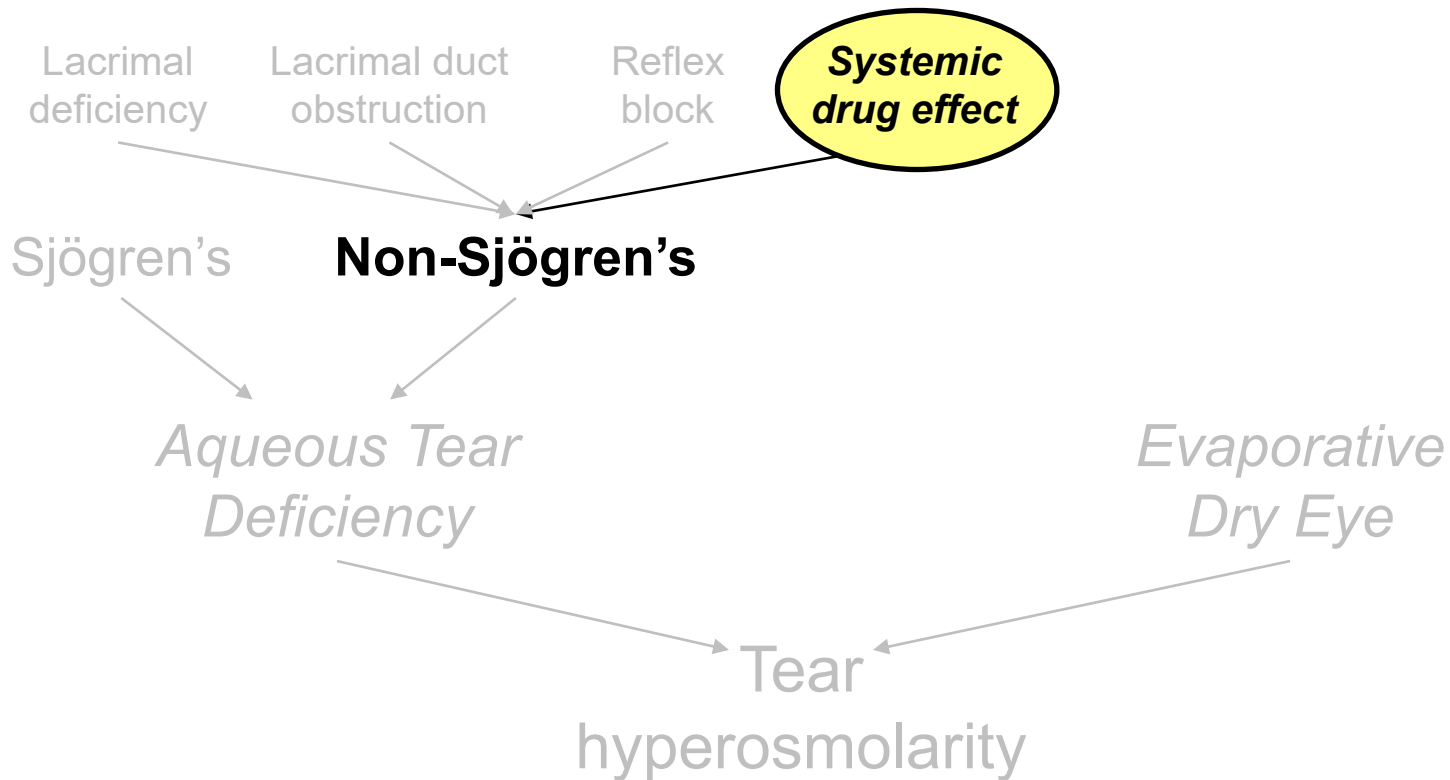 Lacrimal
deficiency
Lacrimal duct
obstruction
Reflex
block
Systemic
drug effect
Sjögren’s
Non-Sjögren’s
Aqueous Tear
Deficiency
Evaporative
Dry Eye
Tear
hyperosmolarity